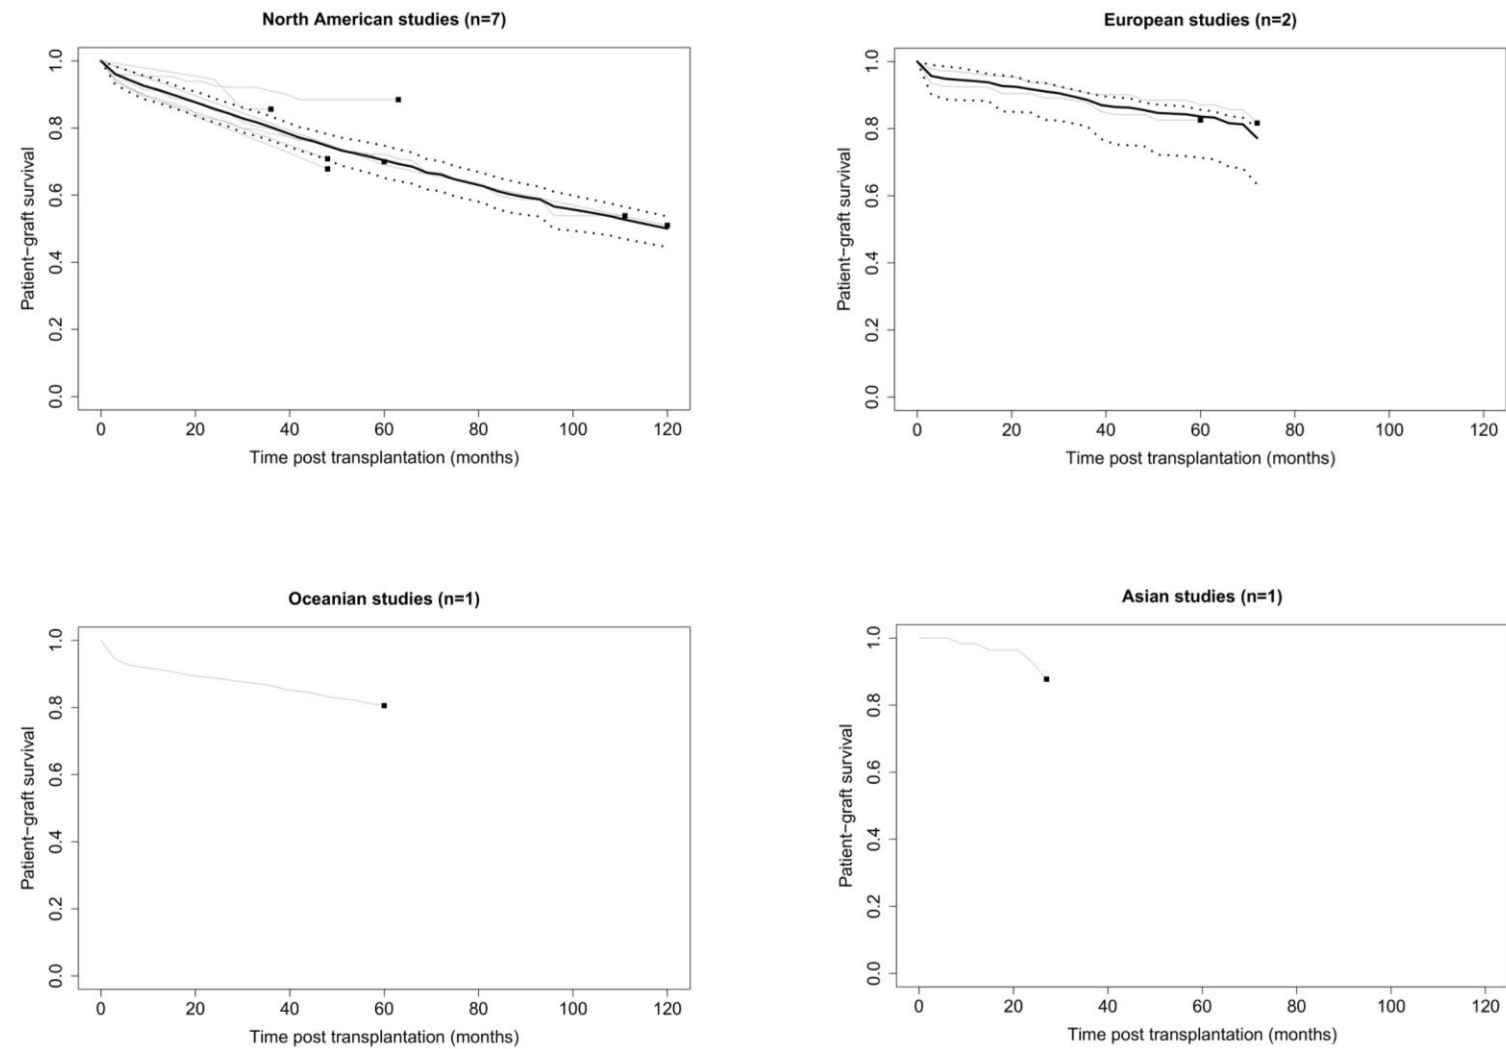 North American studies (n=7)
Patient−graft survival
1.0
0.8
0.6
0.4
0.2
0.0
0 20 40 60 80 100 120
Time post transplantation (months)
European studies (n=2)
Patient−graft survival
1.0
0.8
0.6
0.4
0.2
0.0
0 20 40 60 80 100 120
Time post transplantation (months)
Oceanian studies (n=1)
Patient−graft survival
1.0
0.8
0.6
0.4
0.2
0.0
0 20 40 60 80 100 120
Time post transplantation (months)
Asian studies (n=1)
Patient−graft survival
1.0
0.8
0.6
0.4
0.2
0.0
0 20 40 60 80 100 120
Time post transplantation (months)